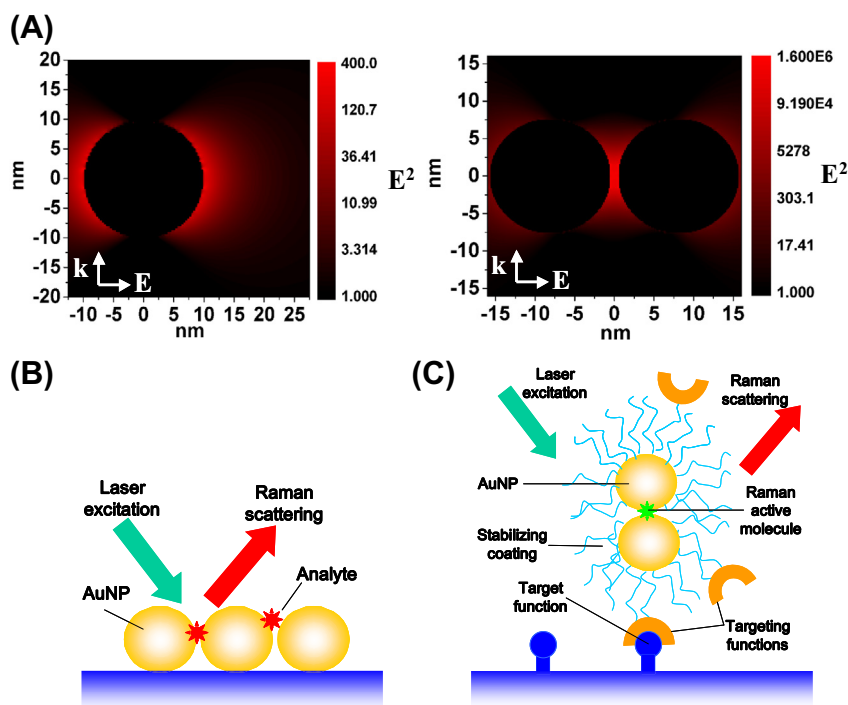 (A)
20
15
10
5
0
-5
-10
-15
-20
nm
-10 -5 0 5 10 15 20 25
nm
k
E
400.0
120.7
36.41
10.99
3.314
1.000
E²
15
10
5
0
-5
-10
-15
nm
-15 -10 -5 0 5 10 15
nm
k
E
1.600E6
9.190E4
5278
303.1
17.41
1.000
E²
(B)
Laser
excitation
Raman
scattering
AuNP
Analyte
(C)
Laser
excitation
Raman
scattering
AuNP
Raman
active
molecule
Stabilizing
coating
Target
function
Targeting
functions